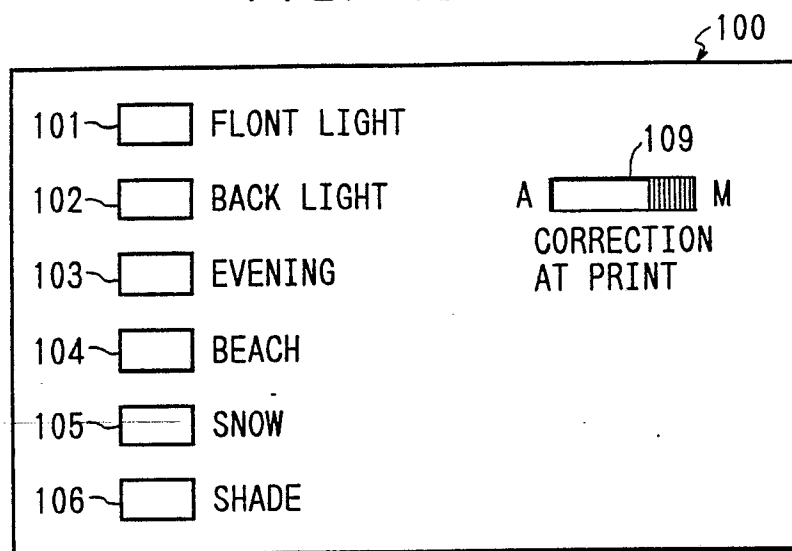 100
101 FLONT LIGHT
102 BACK LIGHT
103 EVENING
104 BEACH
105 SNOW
106 SHADE
109
A M
CORRECTION
AT PRINT